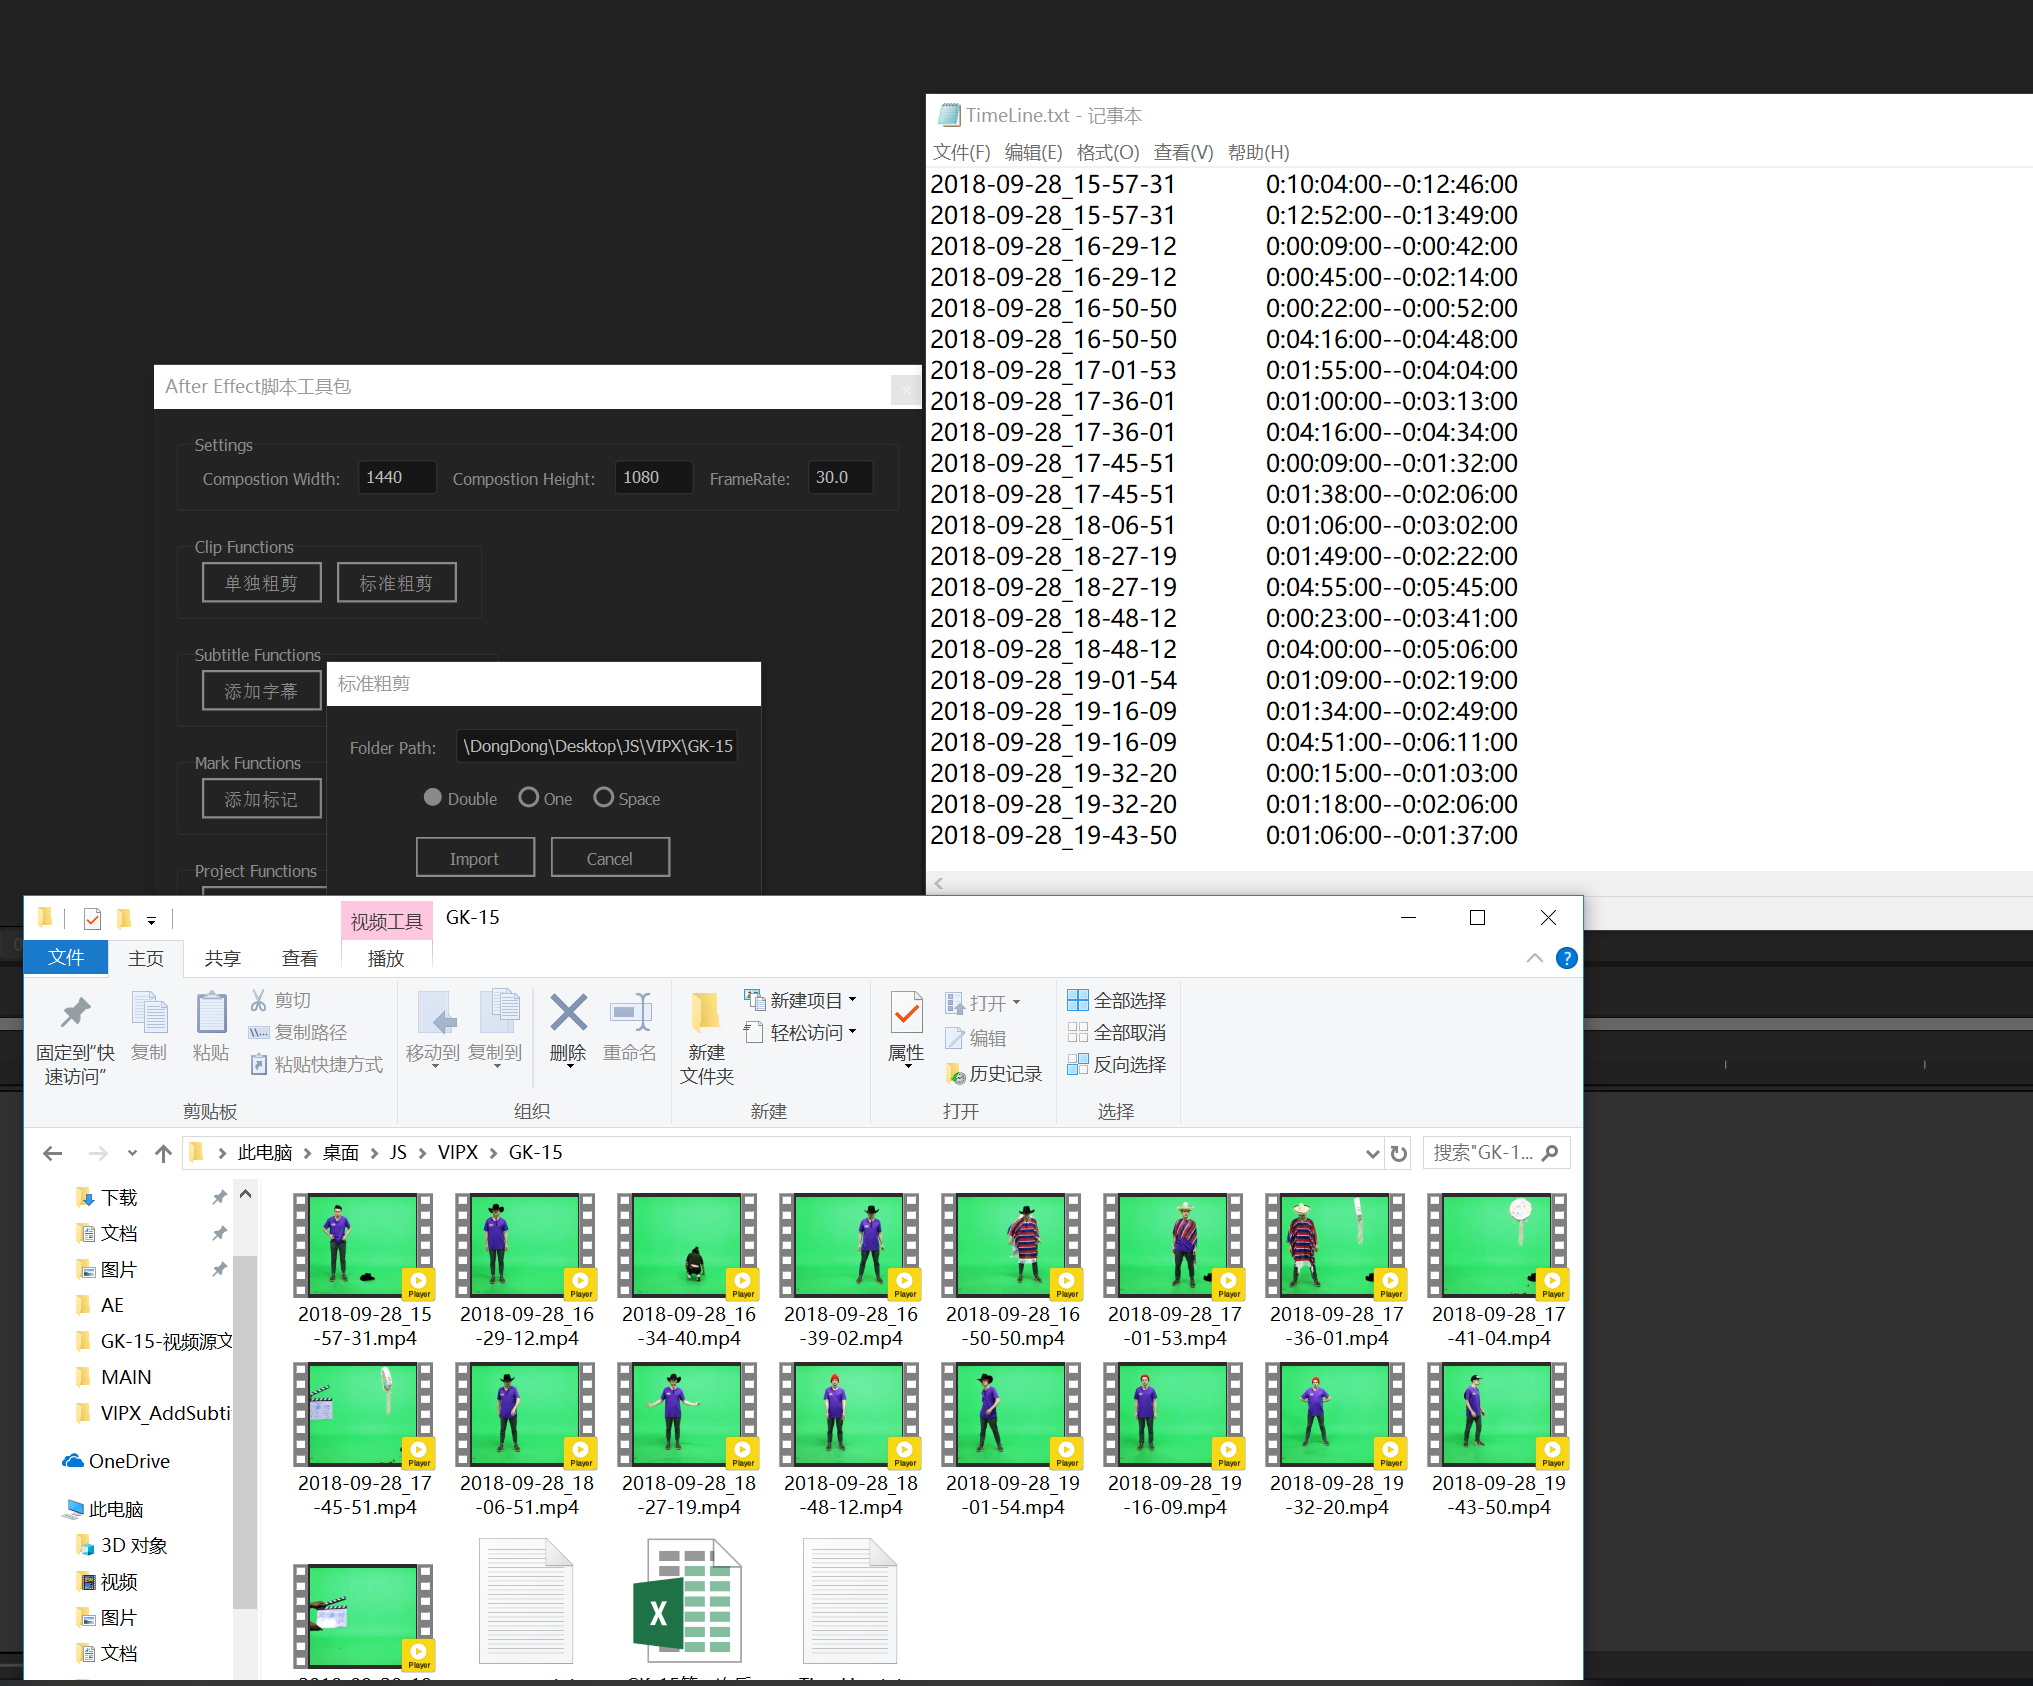 TimeLine.txt - 记事本
文件(F) 编辑(E) 格式(O) 查看(V) 帮助(H)
2018-09-28_15-57-31 0:10:04:00--0:12:46:00
2018-09-28_15-57-31 0:12:52:00--0:13:49:00
2018-09-28_16-29-12 0:00:09:00--0:00:42:00
2018-09-28_16-29-12 0:00:45:00--0:02:14:00
2018-09-28_16-50-50 0:00:22:00--0:00:52:00
2018-09-28_16-50-50 0:04:16:00--0:04:48:00
2018-09-28_17-01-53 0:01:55:00--0:04:04:00
2018-09-28_17-36-01 0:01:00:00--0:03:13:00
2018-09-28_17-36-01 0:04:16:00--0:04:34:00
2018-09-28_17-45-51 0:00:09:00--0:01:32:00
2018-09-28_17-45-51 0:01:38:00--0:02:06:00
2018-09-28_18-06-51 0:01:06:00--0:03:02:00
2018-09-28_18-27-19 0:01:49:00--0:02:22:00
2018-09-28_18-27-19 0:04:55:00--0:05:45:00
2018-09-28_18-48-12 0:00:23:00--0:03:41:00
2018-09-28_18-48-12 0:04:00:00--0:05:06:00
2018-09-28_19-01-54 0:01:09:00--0:02:19:00
2018-09-28_19-16-09 0:01:34:00--0:02:49:00
2018-09-28_19-16-09 0:04:51:00--0:06:11:00
2018-09-28_19-32-20 0:00:15:00--0:01:03:00
2018-09-28_19-32-20 0:01:18:00--0:02:06:00
2018-09-28_19-43-50 0:01:06:00--0:01:37:00
After Effect脚本工具包
Settings
Compostion Width: 1440 Compostion Height: 1080 FrameRate: 30.0
Clip Functions
单独粗剪 标准粗剪
Subtitle Functions
添加字幕
Mark Functions
添加标记
Project Functions
标准粗剪
Folder Path: \DongDong\Desktop\JS\VIPX\GK-15
Double One Space
Import Cancel
视频工具 GK-15
文件 主页 共享 查看 播放
固定到"快
速访问"
复制
粘贴
剪切
复制路径
粘贴快捷方式
剪贴板
移动到 复制到 删除 重命名
组织
新建
文件夹
新建项目
轻松访问
新建
属性
打开
编辑
历史记录
打开
全部选择
全部取消
反向选择
选择
此电脑 桌面 JS VIPX GK-15
搜索"GK-1...
下载
文档
图片
AE
GK-15-视频源文
MAIN
VIPX_AddSubti
OneDrive
此电脑
3D 对象
视频
图片
文档
Player Player Player Player Player Player Player Player
2018-09-28_15 2018-09-28_16 2018-09-28_16 2018-09-28_16 2018-09-28_16 2018-09-28_17 2018-09-28_17 2018-09-28_17
-57-31.mp4 -29-12.mp4 -34-40.mp4 -39-02.mp4 -50-50.mp4 -01-53.mp4 -36-01.mp4 -41-04.mp4
Player Player Player Player Player Player Player Player
2018-09-28_17 2018-09-28_18 2018-09-28_18 2018-09-28_18 2018-09-28_19 2018-09-28_19 2018-09-28_19 2018-09-28_19
-45-51.mp4 -06-51.mp4 -27-19.mp4 -48-12.mp4 -01-54.mp4 -16-09.mp4 -32-20.mp4 -43-50.mp4
Player
X